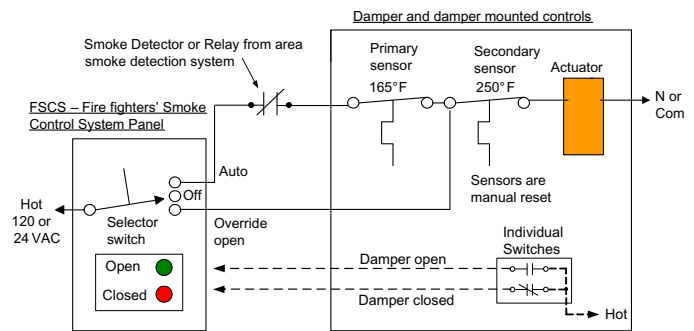 Damper and damper mounted controls
Smoke Detector or Relay from area
smoke detection system
Primary
sensor
165°F
Secondary
sensor
250°F
Actuator
N or
Com
FSCS – Fire fighters’ Smoke
Control System Panel
Auto
Off
Hot
120 or
24 VAC
Selector
switch
Override
open
Sensors are
manual reset
Individual
Switches
Open
Closed
Damper open
Damper closed
Hot